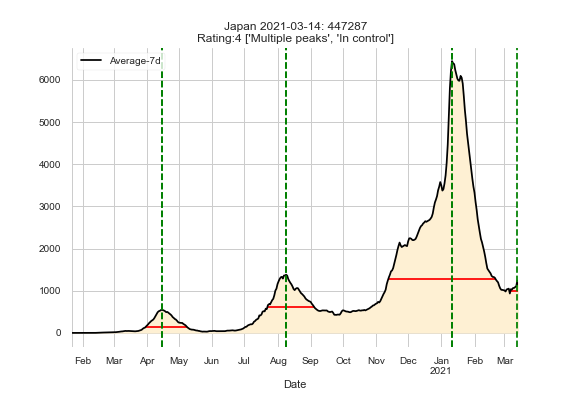 Japan 2021-03-14: 447287
Rating:4 ['Multiple peaks', 'In control']
Average-7d
6000
5000
4000
3000
2000
1000
0
Feb Mar Apr May Jun Jul Aug Sep Oct Nov Dec Jan Feb Mar
2021
Date